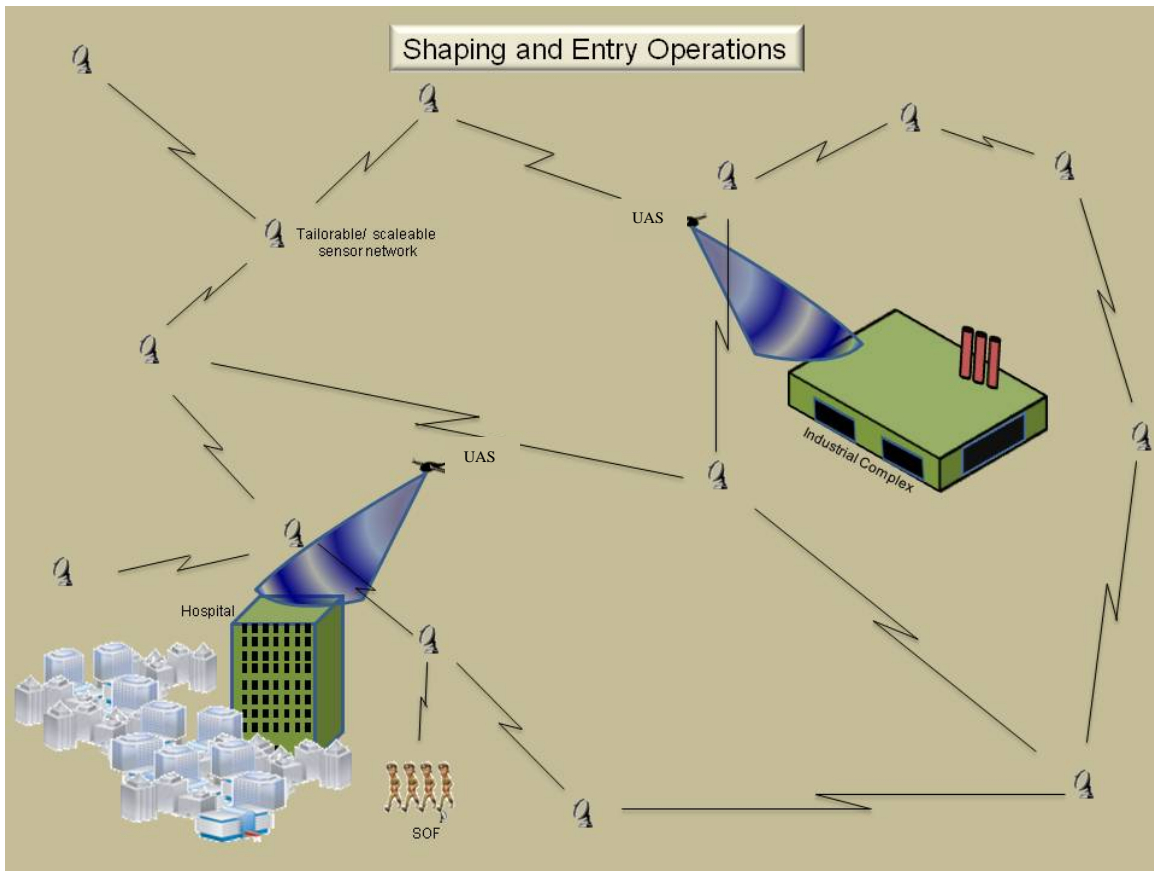 Shaping and Entry Operations
UAS
Tailorable/ scaleable
sensor network
Industrial Complex
UAS
Hospital
SOF